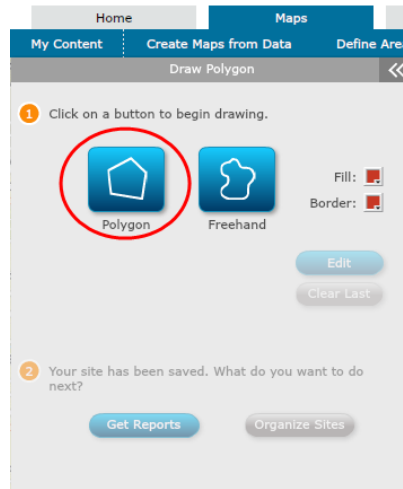 Home Maps
My Content Create Maps from Data Define Are
Draw Polygon
1 Click on a button to begin drawing.
Fill:
Border:
Polygon Freehand
Edit
Clear Last
2 Your site has been saved. What do you want to do
next?
Get Reports Organize Sites